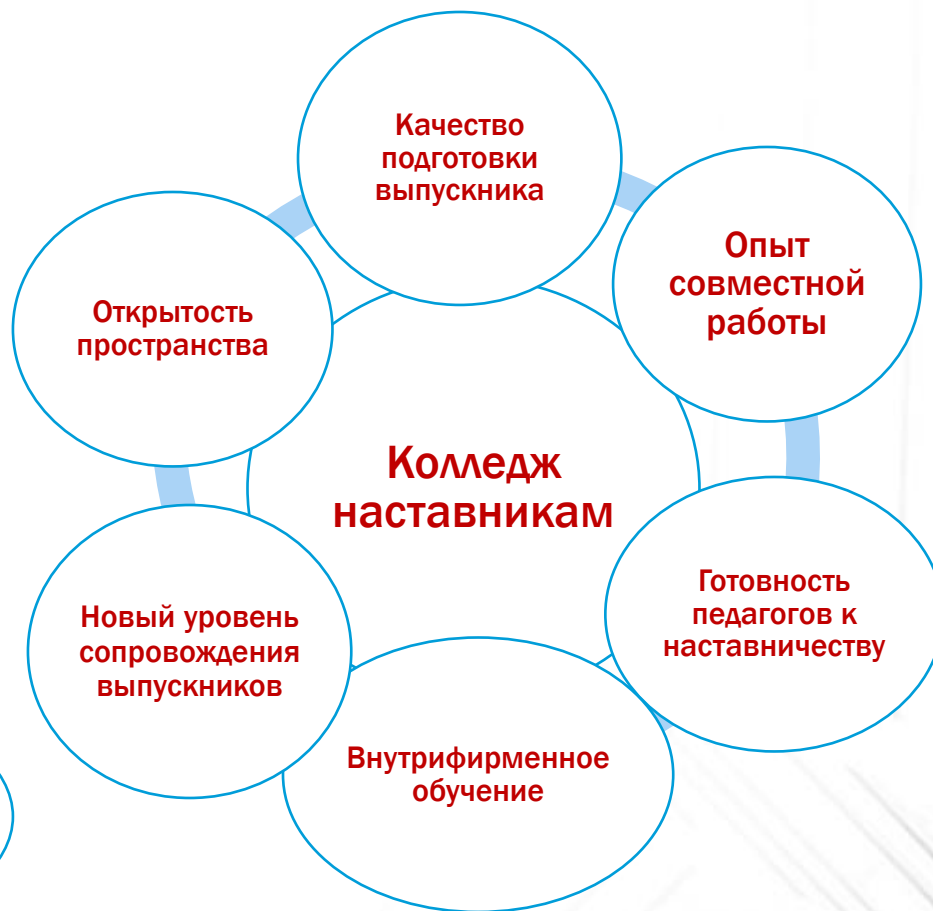 Качество
подготовки
выпускника
Опыт
совместной
работы
Открытость
пространства
Колледж
наставникам
Готовность
педагогов к
наставничеству
Новый уровень
сопровождения
выпускников
Внутрифирменное
обучение